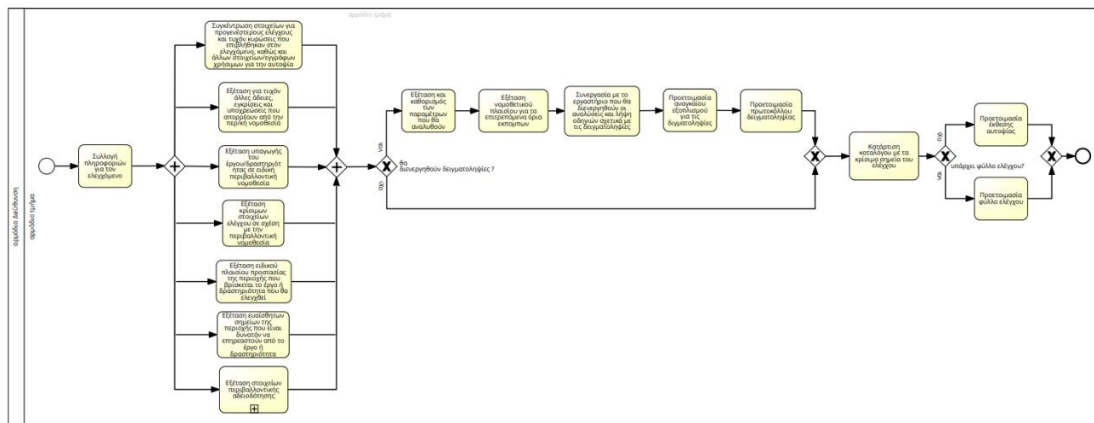 αρμόδιο τμήμα
αρμόδια Διεύθυνση
αρμόδιο τμήμα
Συλλογή
πληροφοριών
για τον
ελεγχόμενο
Συγκέντρωση στοιχείων για
προγενέστερους ελέγχους
και τυχόν κυρώσεις που
επιβλήθηκαν στον
ελεγχόμενο, καθώς και
άλλων στοιχείων/εγγράφων
χρήσιμων για την αυτοψία
Εξέταση για τυχόν
άλλες άδειες,
εγκρίσεις και
υποχρεώσεις που
απορρέουν από την
περ/κή νομοθεσία
Εξέταση υπαγωγής
του
έργου/δραστηριότ
ητας σε ειδική
περιβαλλοντική
νομοθεσία
Εξέταση
κρίσιμων
στοιχείων
ελέγχου σε σχέση
με την
περιβαλλοντική
νομοθεσία
Εξέταση ειδικού
πλαισίου προστασίας
της περιοχής που
βρίσκεται το έργο ή
δραστηριότητα που θα
ελεγχθεί
Εξέταση ευαίσθητων
σημείων της
περιοχής που είναι
δυνατόν να
επηρεαστούν από το
έργο ή
δραστηριότητα
Εξέταση στοιχείων
περιβαλλοντικής
αδειοδότησης
θα
διενεργηθούν δειγματοληψίες ?
ναι
όχι
Εξέταση και
καθορισμός
των
παραμέτρων
που θα
αναλυθούν
Εξέταση
νομοθετικού
πλαισίου για τα
επιτρεπόμενα όρια
εκπομπών
Συνεργασία με το
εργαστήριο που θα
διενεργηθούν οι
αναλύσεις και λήψη
οδηγιών σχετικά με
τις δειγματοληψίες
Προετοιμασία
αναγκαίου
εξοπλισμού
για τις
δειγματοληψίες
Προετοιμασία
πρωτοκόλλου
δειγματοληψίας
Κατάρτιση
καταλόγου με τα
κρίσιμα σημεία του
ελέγχου
υπάρχει φύλλο ελέγχου?
όχι
ναι
Προετοιμασία
έκθεσης
αυτοψίας
Προετοιμασία
φύλλο ελέγχου